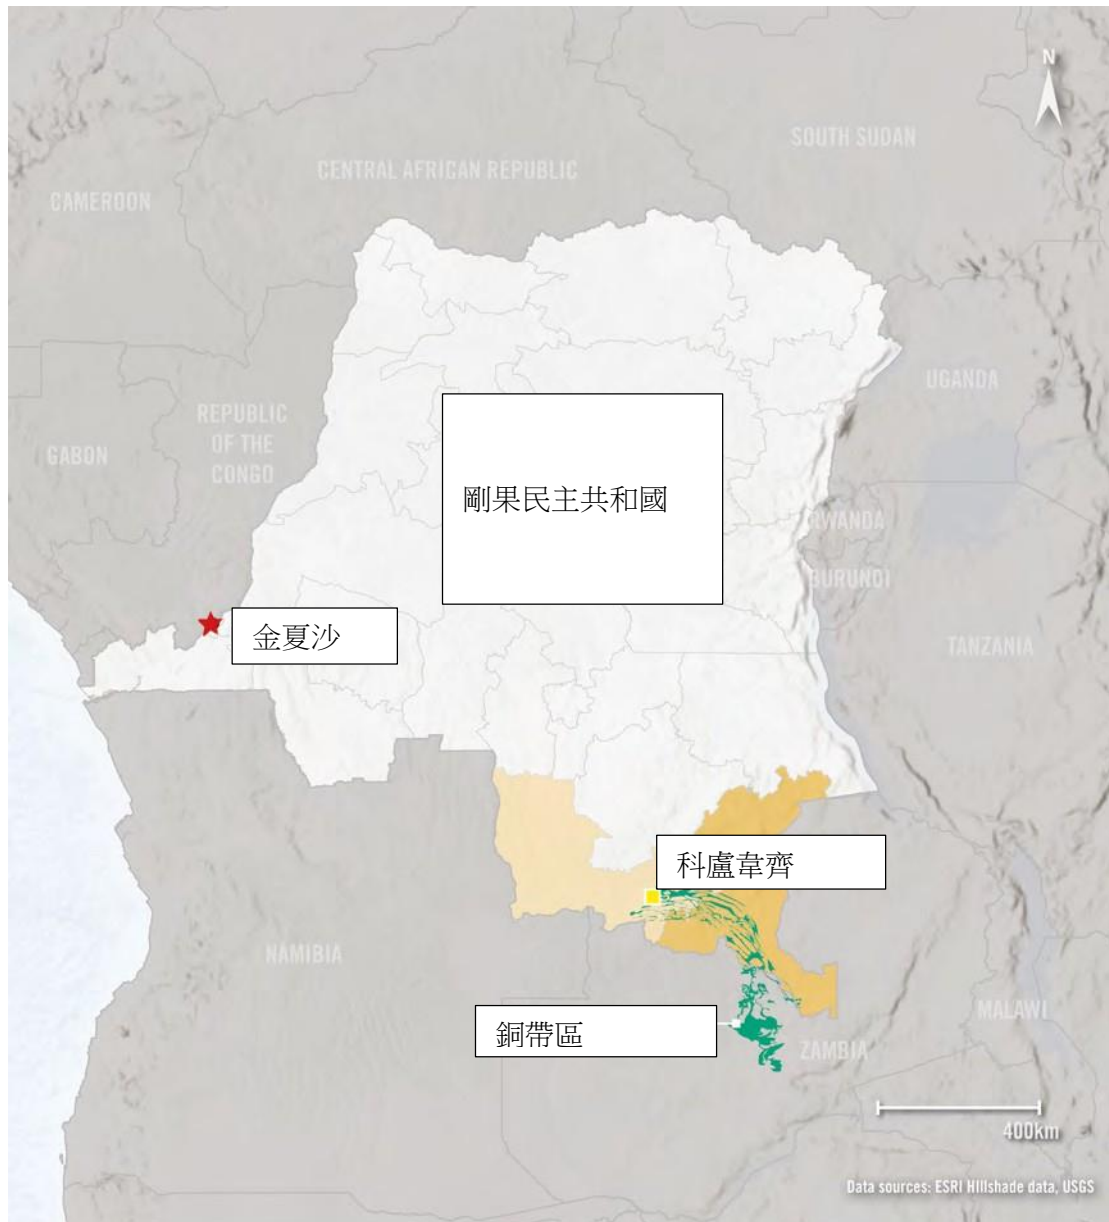 N
SOUTH SUDAN
CENTRAL AFRICAN REPUBLIC
CAMEROON
UGANDA
REPUBLIC
OF THE
CONGO
GABON
剛果民主共和國
RWANDA
BURUNDI
金夏沙
TANZANIA
科盧韋齊
NAMIBIA
銅帶區
MALAWI
ZAMBIA
400km
Data sources: ESRI HIllshade data, USGS